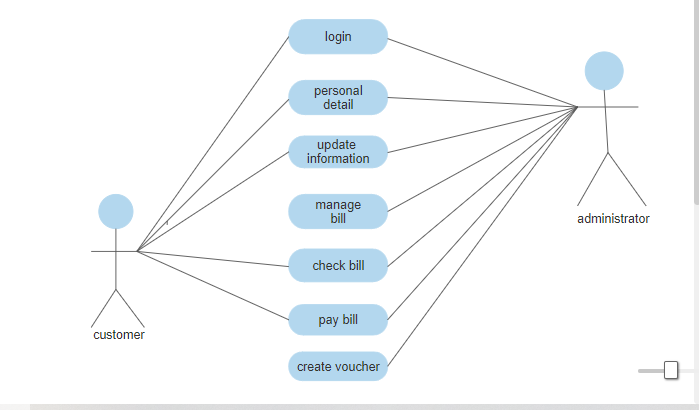 login
personal
detail
update
information
manage
bill
administrator
check bill
pay bill
customer
create voucher